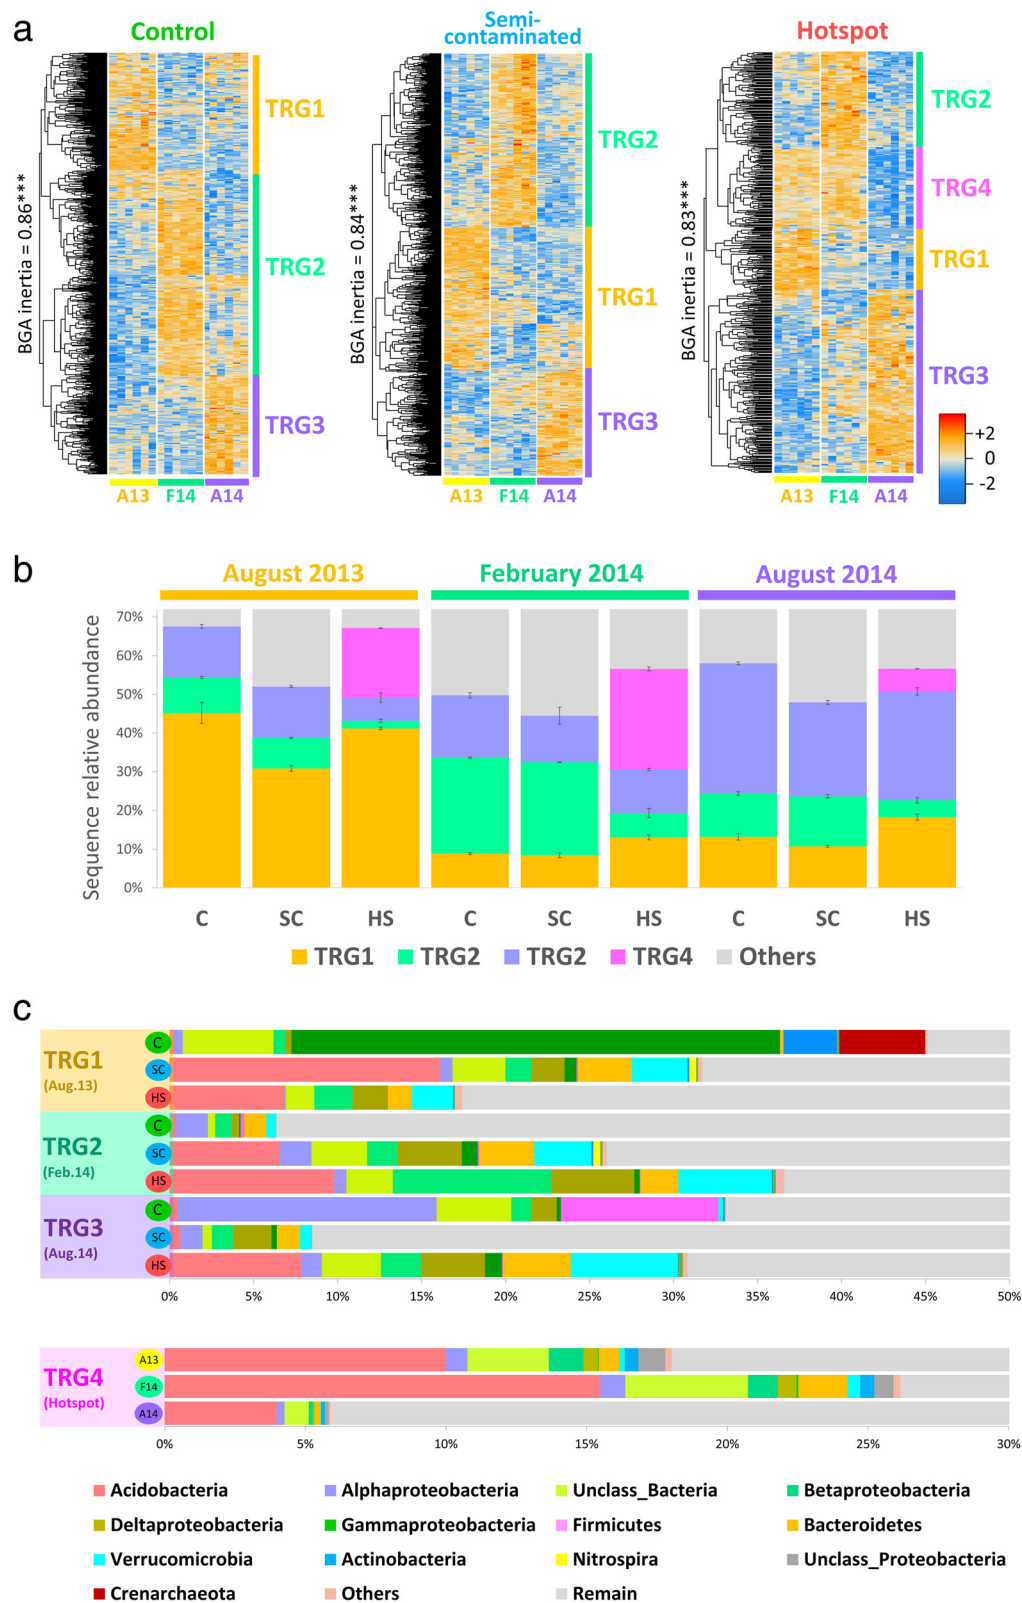 a
Control
Semi-
contaminated
Hotspot
BGA inertia = 0.86***
TRG1
TRG2
TRG3
A13 F14 A14
BGA inertia = 0.84***
TRG2
TRG1
TRG3
A13 F14 A14
BGA inertia = 0.83***
TRG2
TRG4
TRG1
TRG3
A13 F14 A14
+2
0
-2
b
August 2013
February 2014
August 2014
Sequence relative abundance
70%
60%
50%
40%
30%
20%
10%
0%
C SC HS C SC HS C SC HS
TRG1 TRG2 TRG2 TRG4 Others
c
TRG1
(Aug.13)
C
SC
HS
TRG2
(Feb.14)
C
SC
HS
TRG3
(Aug.14)
C
SC
HS
0% 5% 10% 15% 20% 25% 30% 35% 40% 45% 50%
TRG4
(Hotspot)
A13
F14
A14
0% 5% 10% 15% 20% 25% 30%
Acidobacteria Alphaproteobacteria Unclass_Bacteria Betaproteobacteria
Deltaproteobacteria Gammaproteobacteria Firmicutes Bacteroidetes
Verrucomicrobia Actinobacteria Nitrospira Unclass_Proteobacteria
Crenarchaeota Others Remain